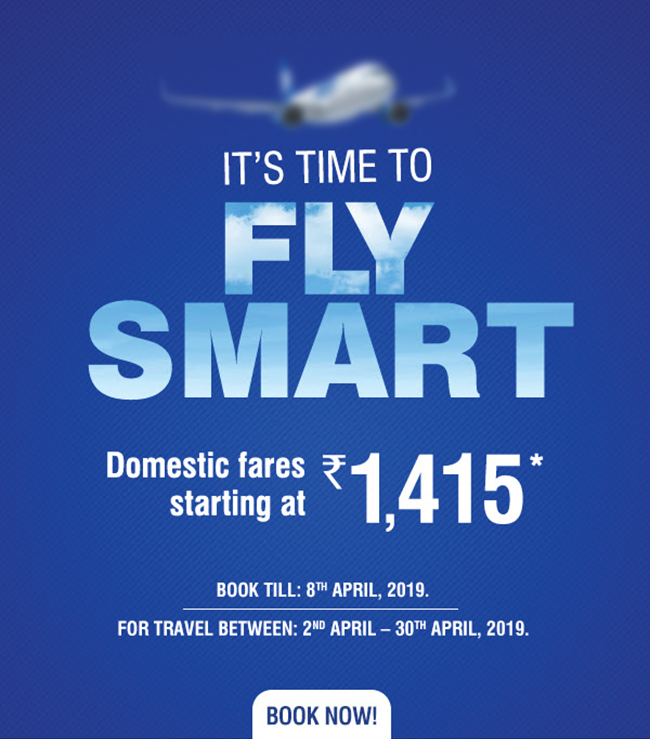 IT'S TIME TO
FLY
SMART
Domestic fares
starting at
₹1,415*
BOOK TILL: 8TH APRIL, 2019.
FOR TRAVEL BETWEEN: 2ND APRIL – 30TH APRIL, 2019.
BOOK NOW!